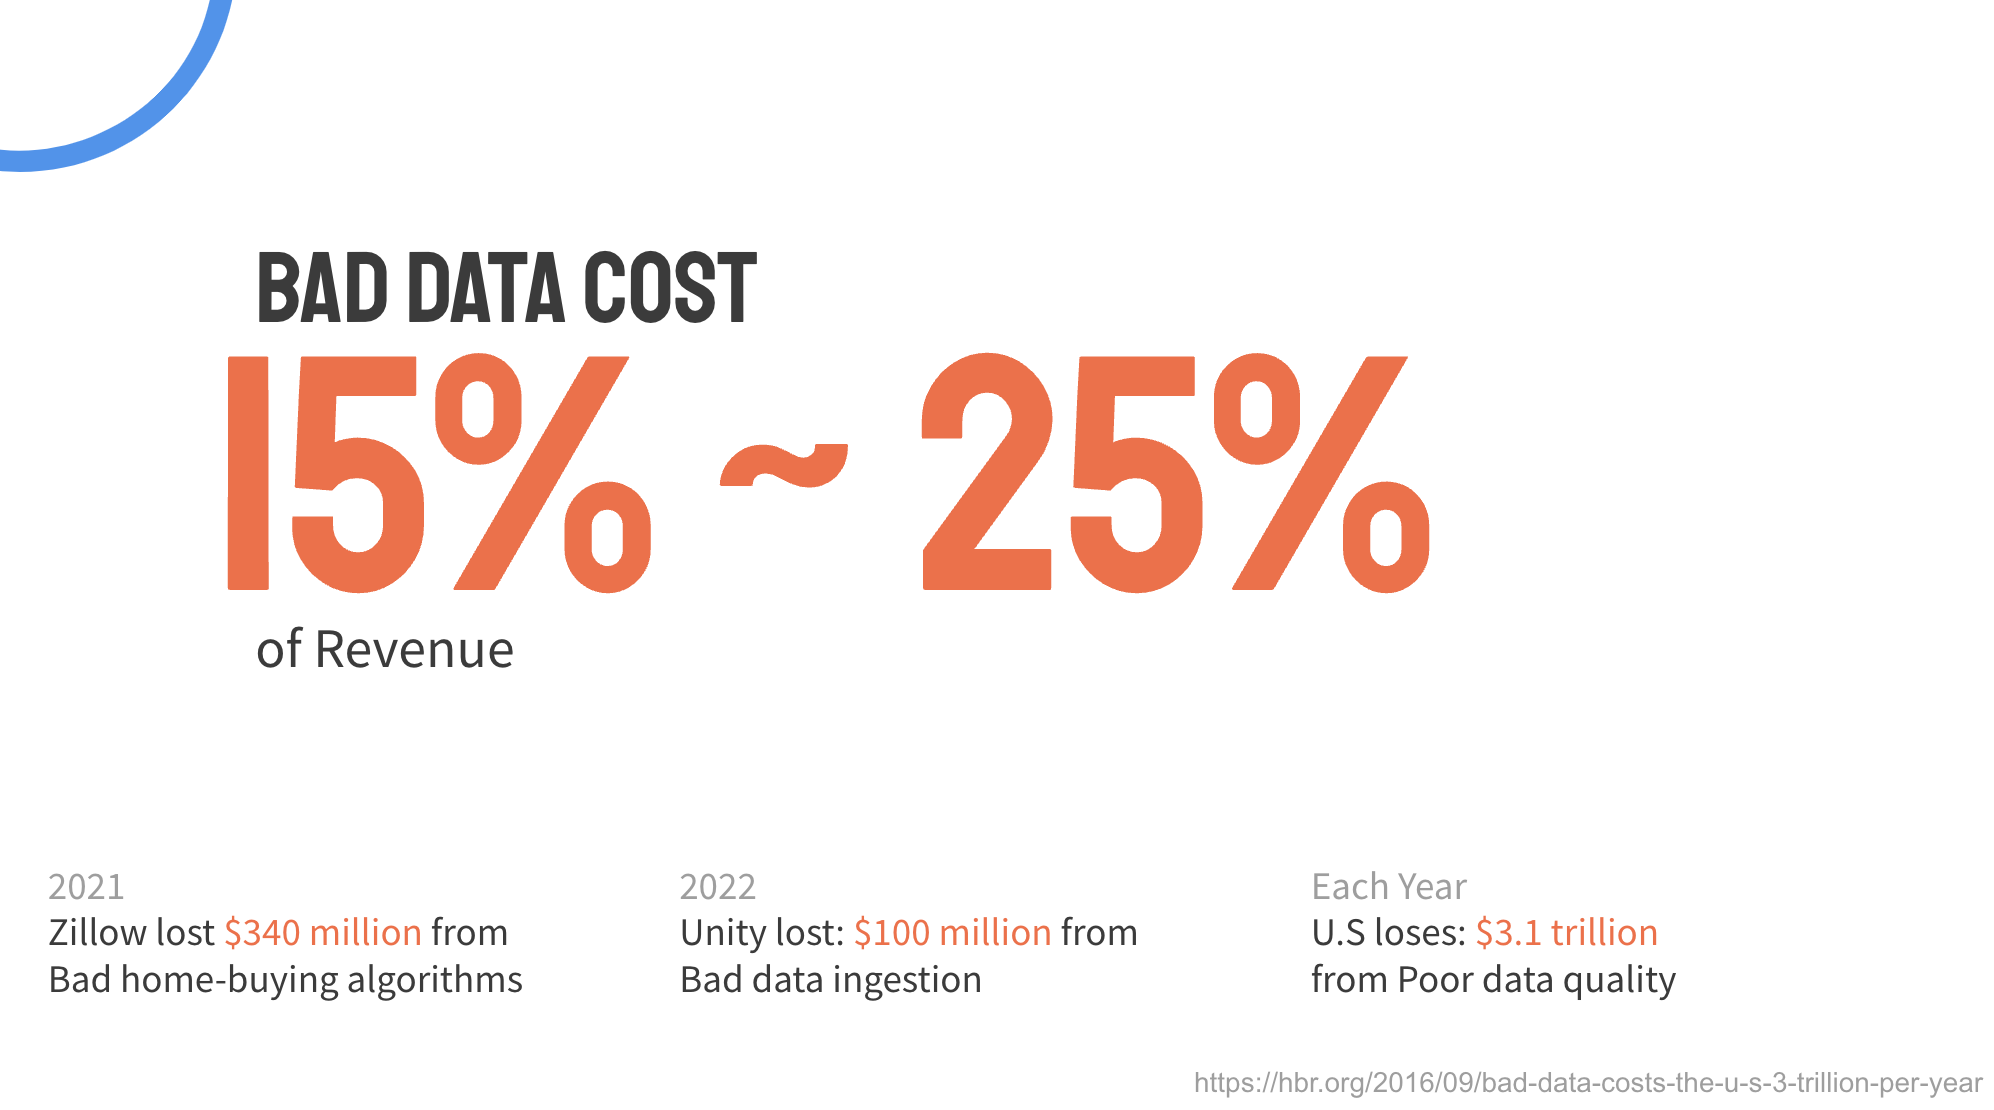 BAD DATA COST
15% ~ 25%
of Revenue
2021
Zillow lost $340 million from
Bad home-buying algorithms
2022
Unity lost: $100 million from
Bad data ingestion
Each Year
U.S loses: $3.1 trillion
from Poor data quality
https://hbr.org/2016/09/bad-data-costs-the-u-s-3-trillion-per-year